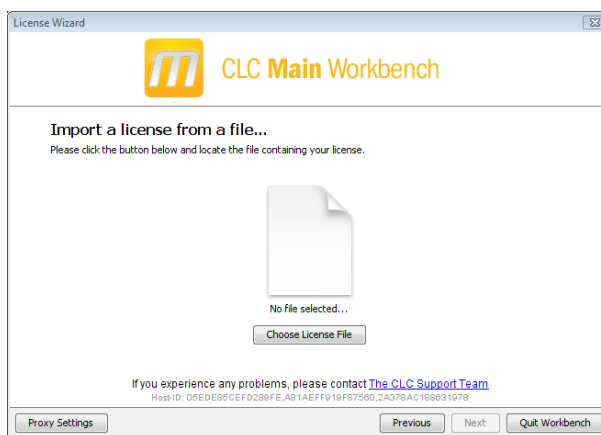 License Wizard
CLC Main Workbench
Import a license from a file...
Please click the button below and locate the file containing your license.
No file selected...
Choose License File
If you experience any problems, please contact The CLC Support Team
Host-ID: 05EDE85CEFD289FE,A81AEFF919F87560,2A378AC188631978
Proxy Settings Previous Next Quit Workbench